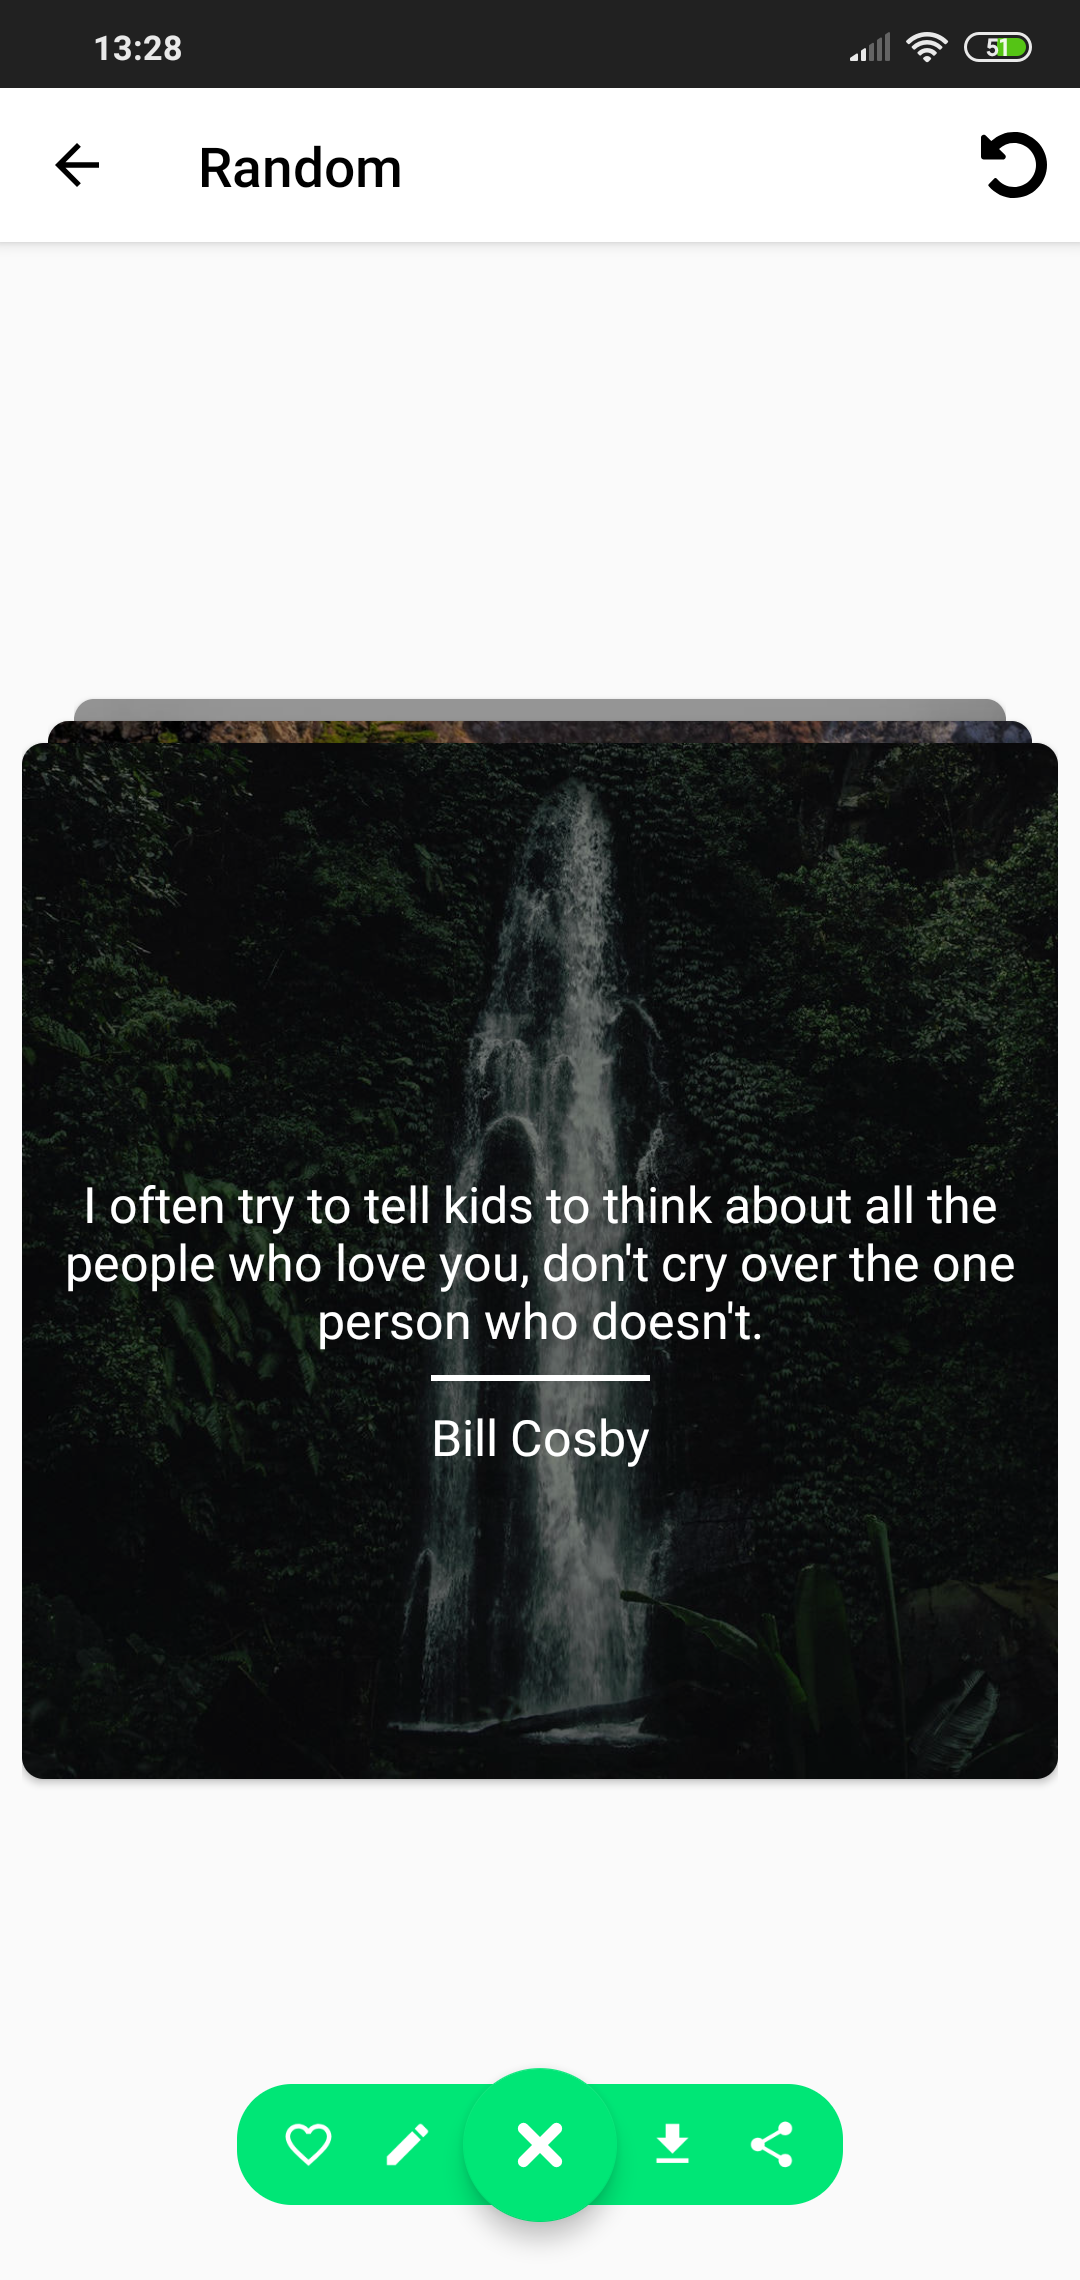 13:28
51
Random
I often try to tell kids to think about all the
people who love you, don't cry over the one
person who doesn't.
Bill Cosby